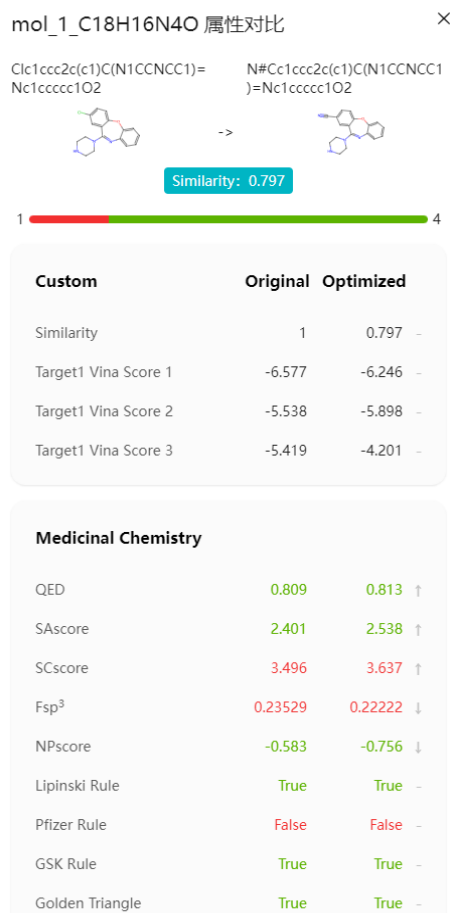 mol_1_C18H16N4O 属性对比
Clc1ccc2c(c1)C(N1CCNCC1)=
Nc1ccccc1O2
->
N#Cc1ccc2c(c1)C(N1CCNCC1
)=Nc1ccccc1O2
Similarity: 0.797
1 4
Custom Original Optimized
Similarity 1 0.797 -
Target1 Vina Score 1 -6.577 -6.246 -
Target1 Vina Score 2 -5.538 -5.898 -
Target1 Vina Score 3 -5.419 -4.201 -
Medicinal Chemistry
QED 0.809 0.813 ↑
SAscore 2.401 2.538 ↑
SCscore 3.496 3.637 ↑
Fsp³ 0.23529 0.22222 ↓
NPscore -0.583 -0.756 ↓
Lipinski Rule True True -
Pfizer Rule False False -
GSK Rule True True -
Golden Triangle True True -